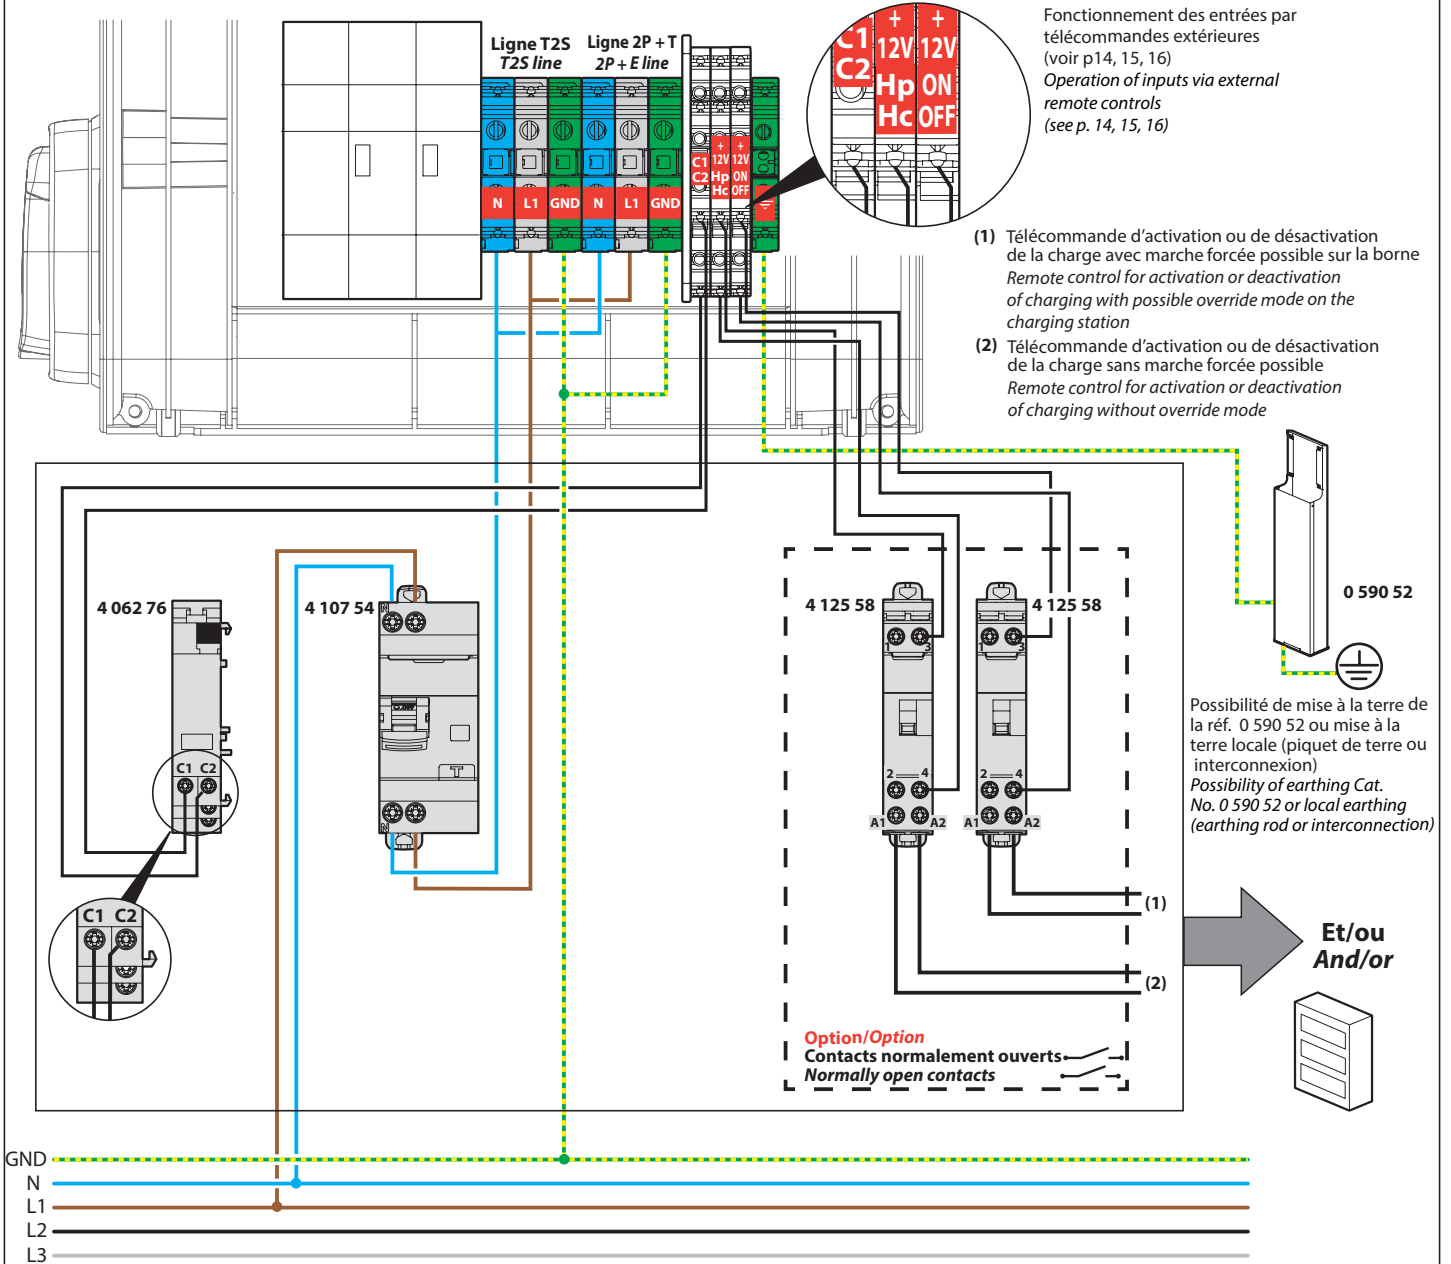 Fonctionnement des entrées par
télécommandes extérieures
(voir p14, 15, 16)
Operation of inputs via external
remote controls
(see p. 14, 15, 16)
Ligne T2S
T2S line
Ligne 2P + T
2P + E line
C1
C2
+
12V
Hp
Hc
+
12V
ON
OFF
N
L1
GND
N
L1
GND
C1
C2
+
12V
Hp
Hc
+
12V
ON
OFF
(1) Télécommande d'activation ou de désactivation
de la charge avec marche forcée possible sur la borne
Remote control for activation or deactivation
of charging with possible override mode on the
charging station
(2) Télécommande d'activation ou de désactivation
de la charge sans marche forcée possible
Remote control for activation or deactivation
of charging without override mode
4 062 76
C1 C2
C1 C2
4 107 54
N
T
N
4 125 58
1 3
2 4
A1 A2
4 125 58
1 3
2 4
A1 A2
0 590 52
Possibilité de mise à la terre de
la réf. 0 590 52 ou mise à la
terre locale (piquet de terre ou
interconnexion)
Possibility of earthing Cat.
No. 0 590 52 or local earthing
(earthing rod or interconnection)
(1)
(2)
Et/ou
And/or
Option/Option
Contacts normalement ouverts
Normally open contacts
GND
N
L1
L2
L3